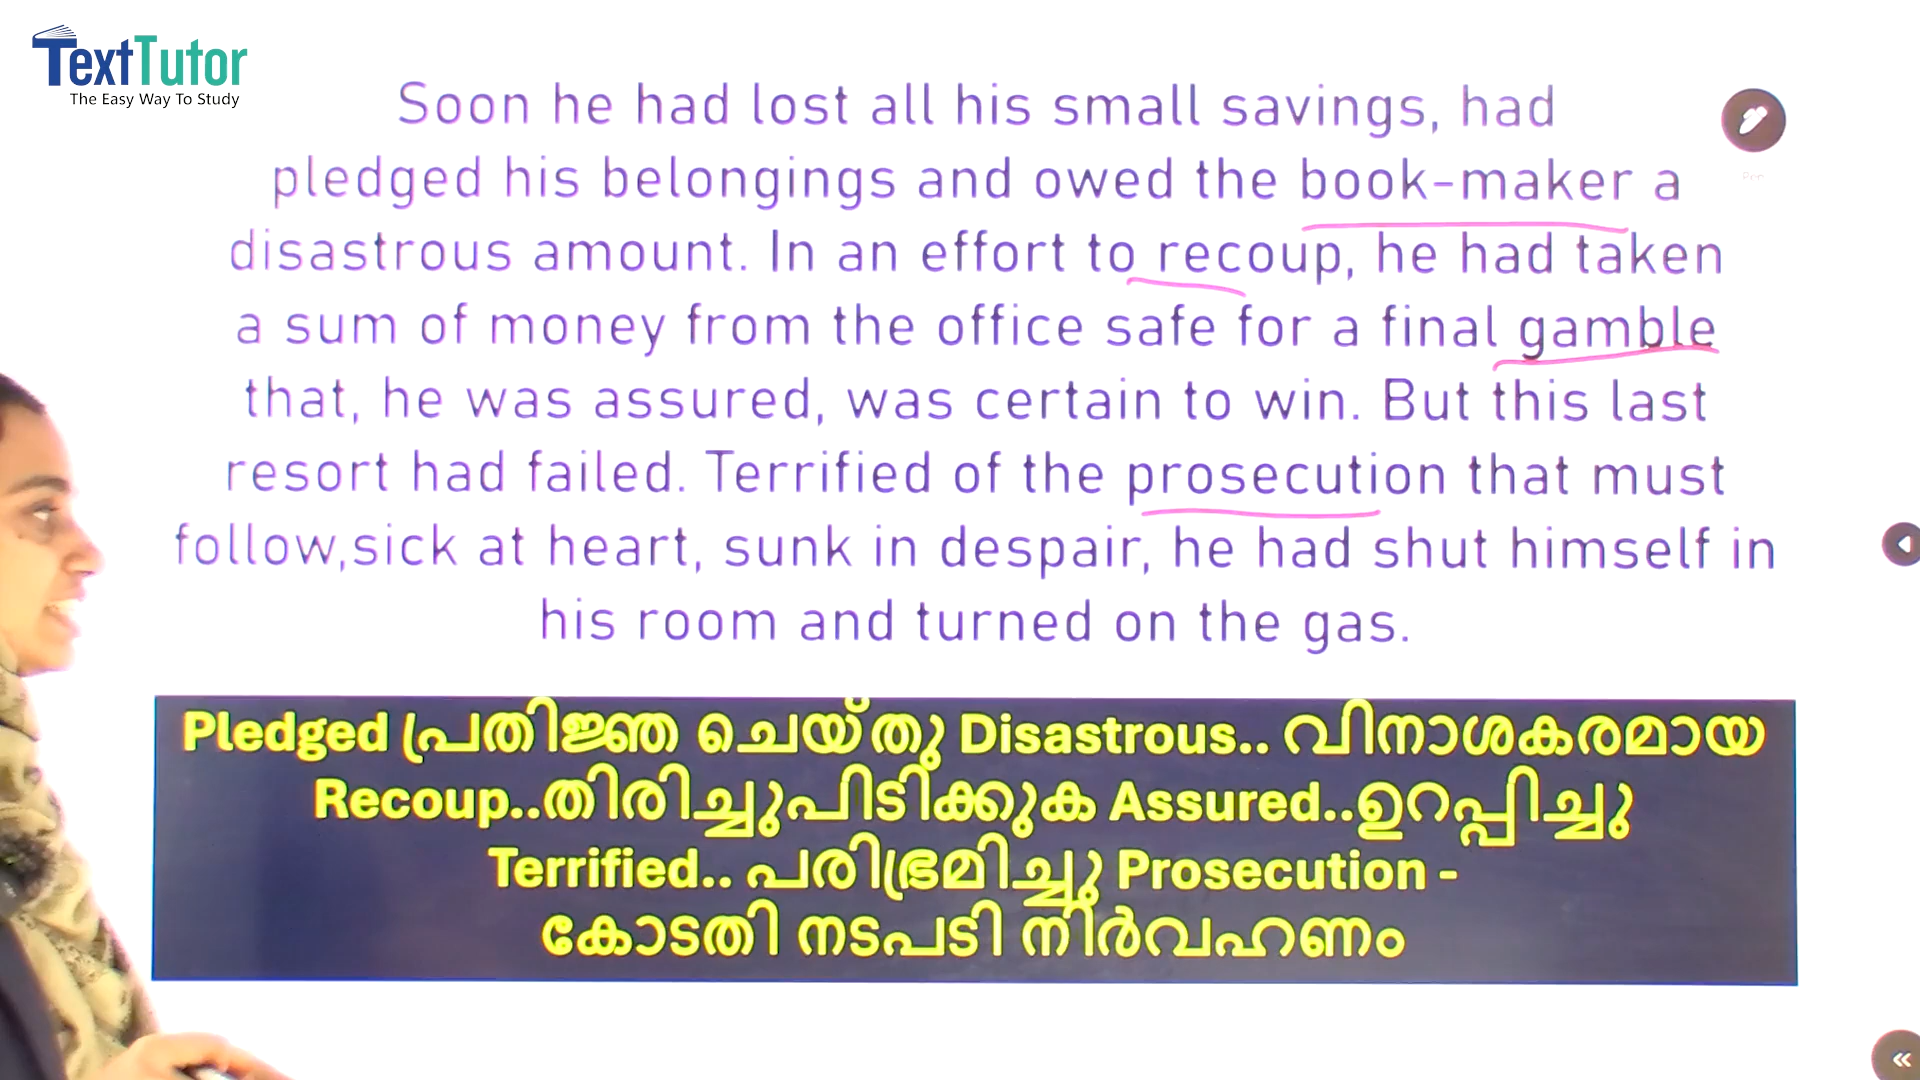 TextTutor
The Easy Way To Study
Soon he had lost all his small savings, had
pledged his belongings and owed the book-maker a
disastrous amount. In an effort to recoup, he had taken
a sum of money from the office safe for a final gamble
that, he was assured, was certain to win. But this last
resort had failed. Terrified of the prosecution that must
follow,sick at heart, sunk in despair, he had shut himself in
his room and turned on the gas.
Pledged പ്രതിജ്ഞ ചെയ്തു Disastrous.. വിനാശകരമായ
Recoup..തിരിച്ചുപിടിക്കുക Assured..ഉറപ്പിച്ചു
Terrified.. പരിഭ്രമിച്ചു Prosecution -
കോടതി നടപടി നിർവഹണം